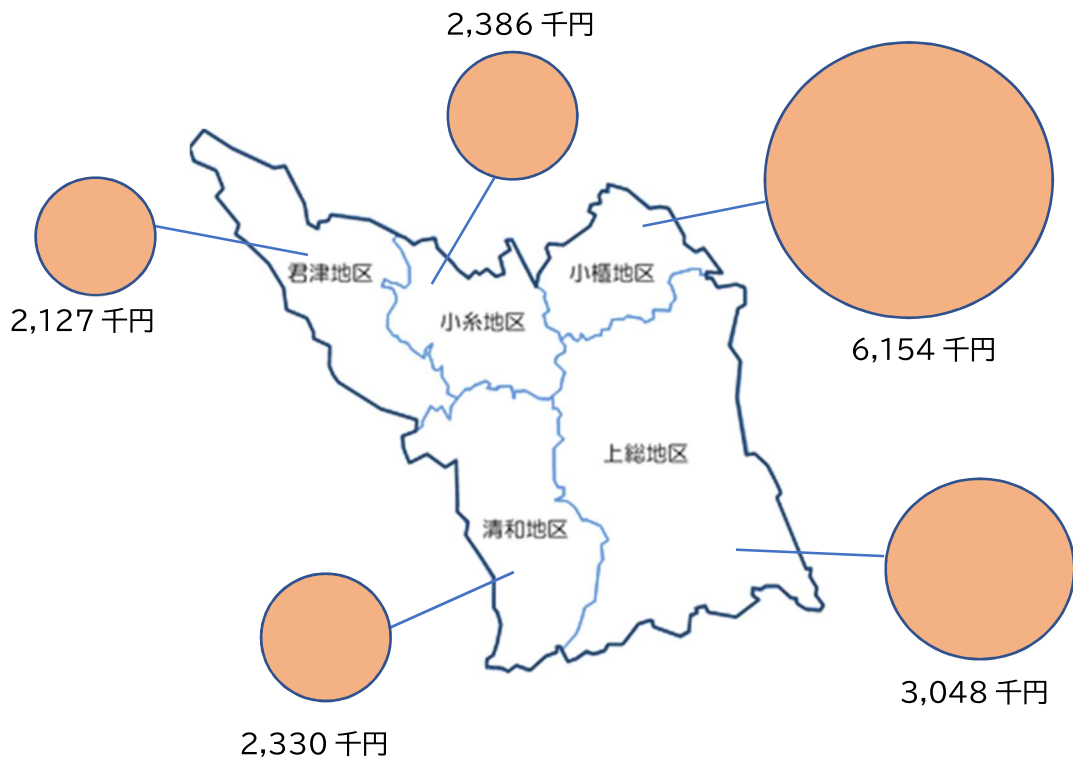 2,386 千円
君津地区
小櫃地区
2,127 千円
小糸地区
6,154 千円
上総地区
清和地区
3,048 千円
2,330 千円